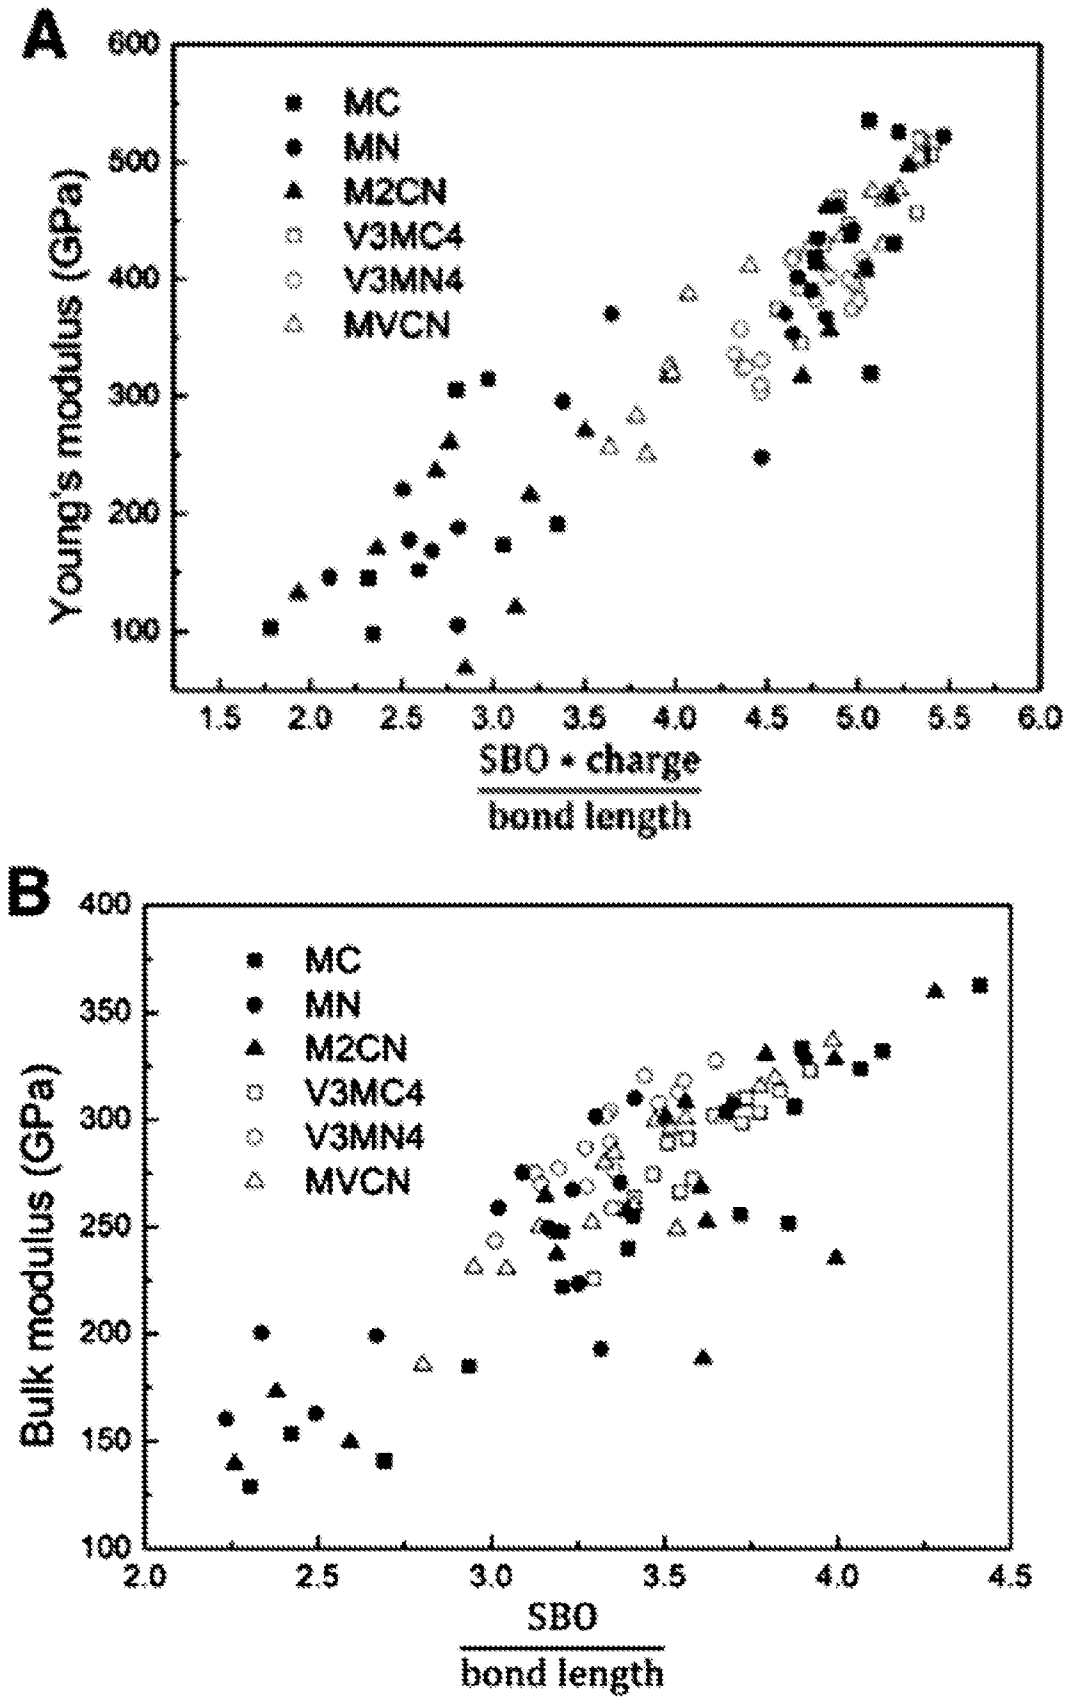 A
600
500
400
300
200
100
Young's modulus (GPa)
MC
MN
M2CN
V3MC4
V3MN4
MVCN
1.5 2.0 2.5 3.0 3.5 4.0 4.5 5.0 5.5 6.0
SBO • charge
bond length
B
400
350
300
250
200
150
100
Bulk modulus (GPa)
MC
MN
M2CN
V3MC4
V3MN4
MVCN
2.0 2.5 3.0 3.5 4.0 4.5
SBO
bond length